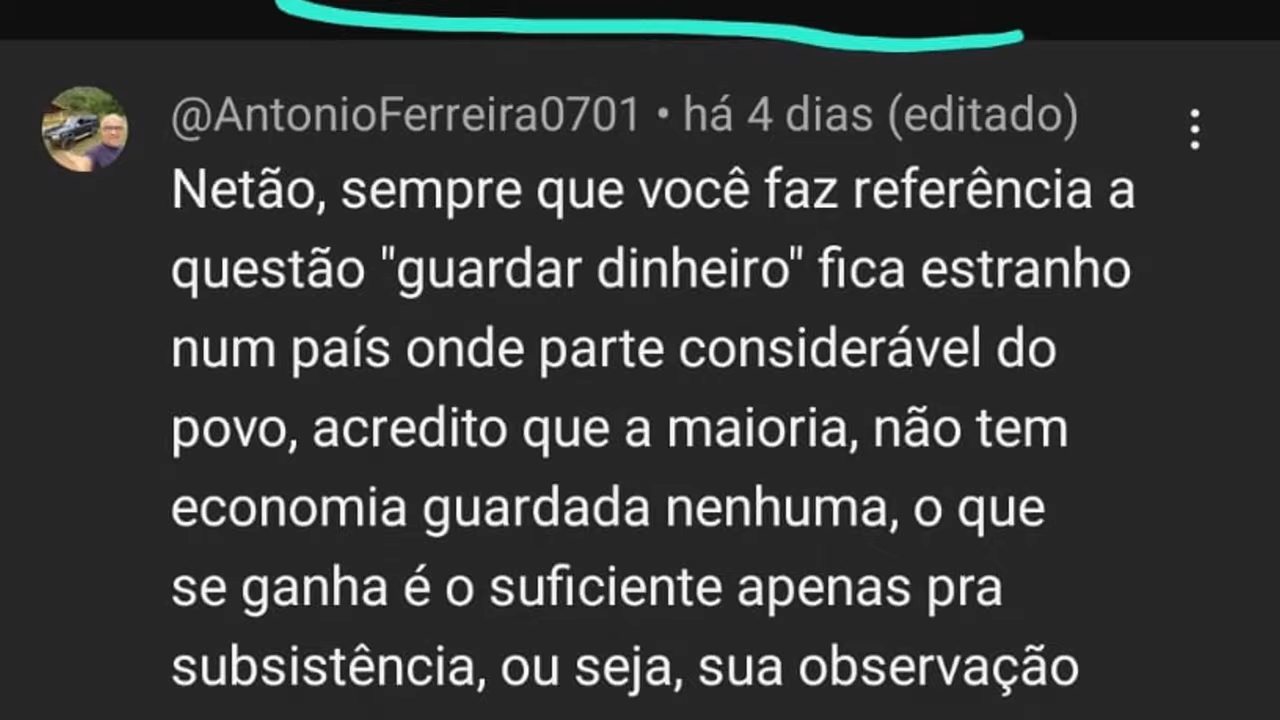 @AntonioFerreira0701 • há 4 dias (editado)
Netão, sempre que você faz referência a
questão "guardar dinheiro" fica estranho
num país onde parte considerável do
povo, acredito que a maioria, não tem
economia guardada nenhuma, o que
se ganha é o suficiente apenas pra
subsistência, ou seja, sua observação